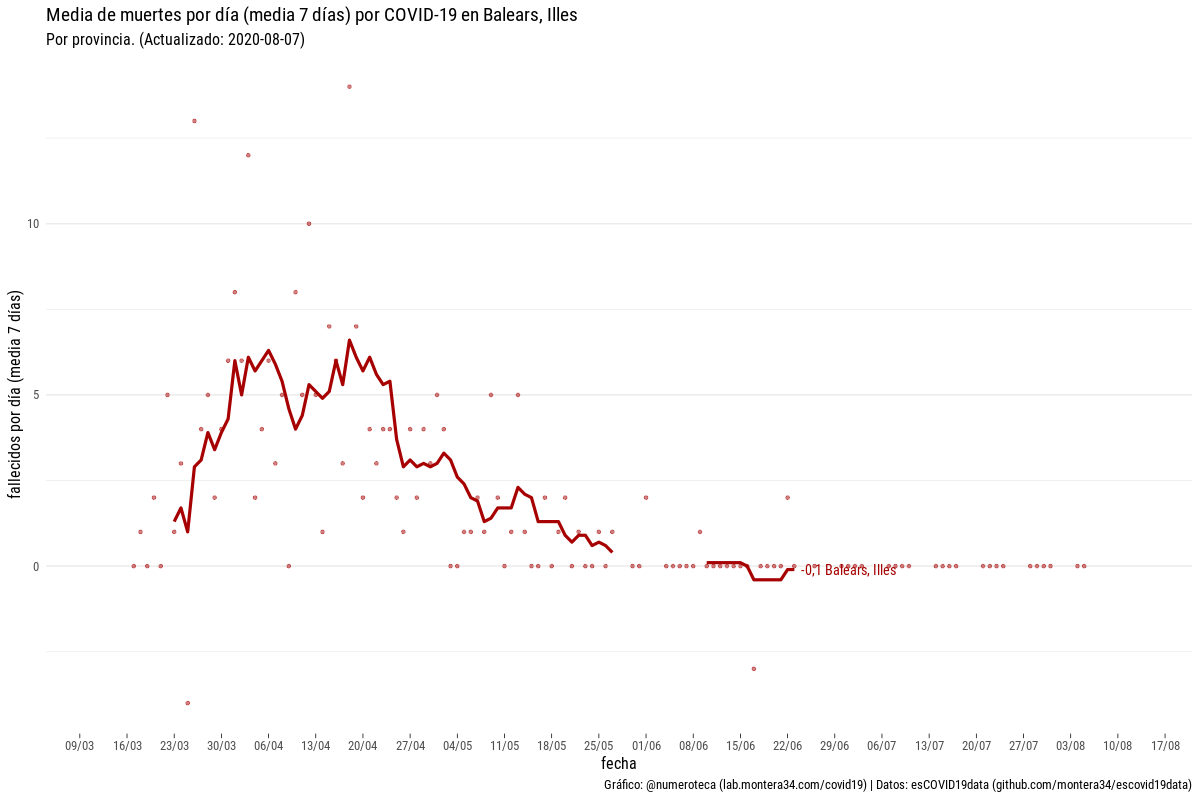 Media de muertes por día (media 7 días) por COVID-19 en Balears, Illes
Por provincia. (Actualizado: 2020-08-07)
fallecidos por día (media 7 días)
10
5
0
-0,1 Balears, Illes
09/03 16/03 23/03 30/03 06/04 13/04 20/04 27/04 04/05 11/05 18/05 25/05 01/06 08/06 15/06 22/06 29/06 06/07 13/07 20/07 27/07 03/08 10/08 17/08
fecha
Gráfico: @numeroteca (lab.montera34.com/covid19) | Datos: esCOVID19data (github.com/montera34/escovid19data)